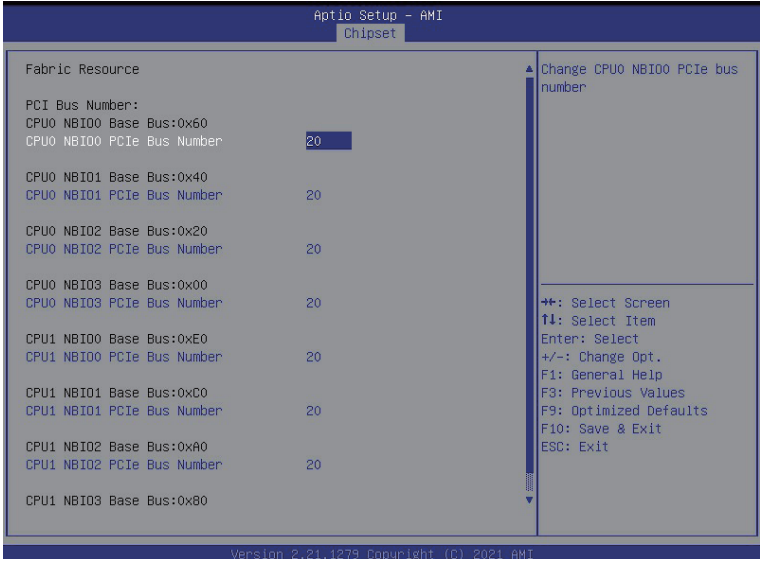 Aptio Setup – AMI
Chipset
Fabric Resource
PCI Bus Number:
CPU0 NBIO0 Base Bus:0x60
CPU0 NBIO0 PCIe Bus Number 20
CPU0 NBIO1 Base Bus:0x40
CPU0 NBIO1 PCIe Bus Number 20
CPU0 NBIO2 Base Bus:0x20
CPU0 NBIO2 PCIe Bus Number 20
CPU0 NBIO3 Base Bus:0x00
CPU0 NBIO3 PCIe Bus Number 20
CPU1 NBIO0 Base Bus:0xE0
CPU1 NBIO0 PCIe Bus Number 20
CPU1 NBIO1 Base Bus:0xC0
CPU1 NBIO1 PCIe Bus Number 20
CPU1 NBIO2 Base Bus:0xA0
CPU1 NBIO2 PCIe Bus Number 20
CPU1 NBIO3 Base Bus:0x80
Change CPU0 NBIO0 PCIe bus
number
→←: Select Screen
↑↓: Select Item
Enter: Select
+/-: Change Opt.
F1: General Help
F3: Previous Values
F9: Optimized Defaults
F10: Save & Exit
ESC: Exit
Version 2.21.1279 Copyright (C) 2021 AMI